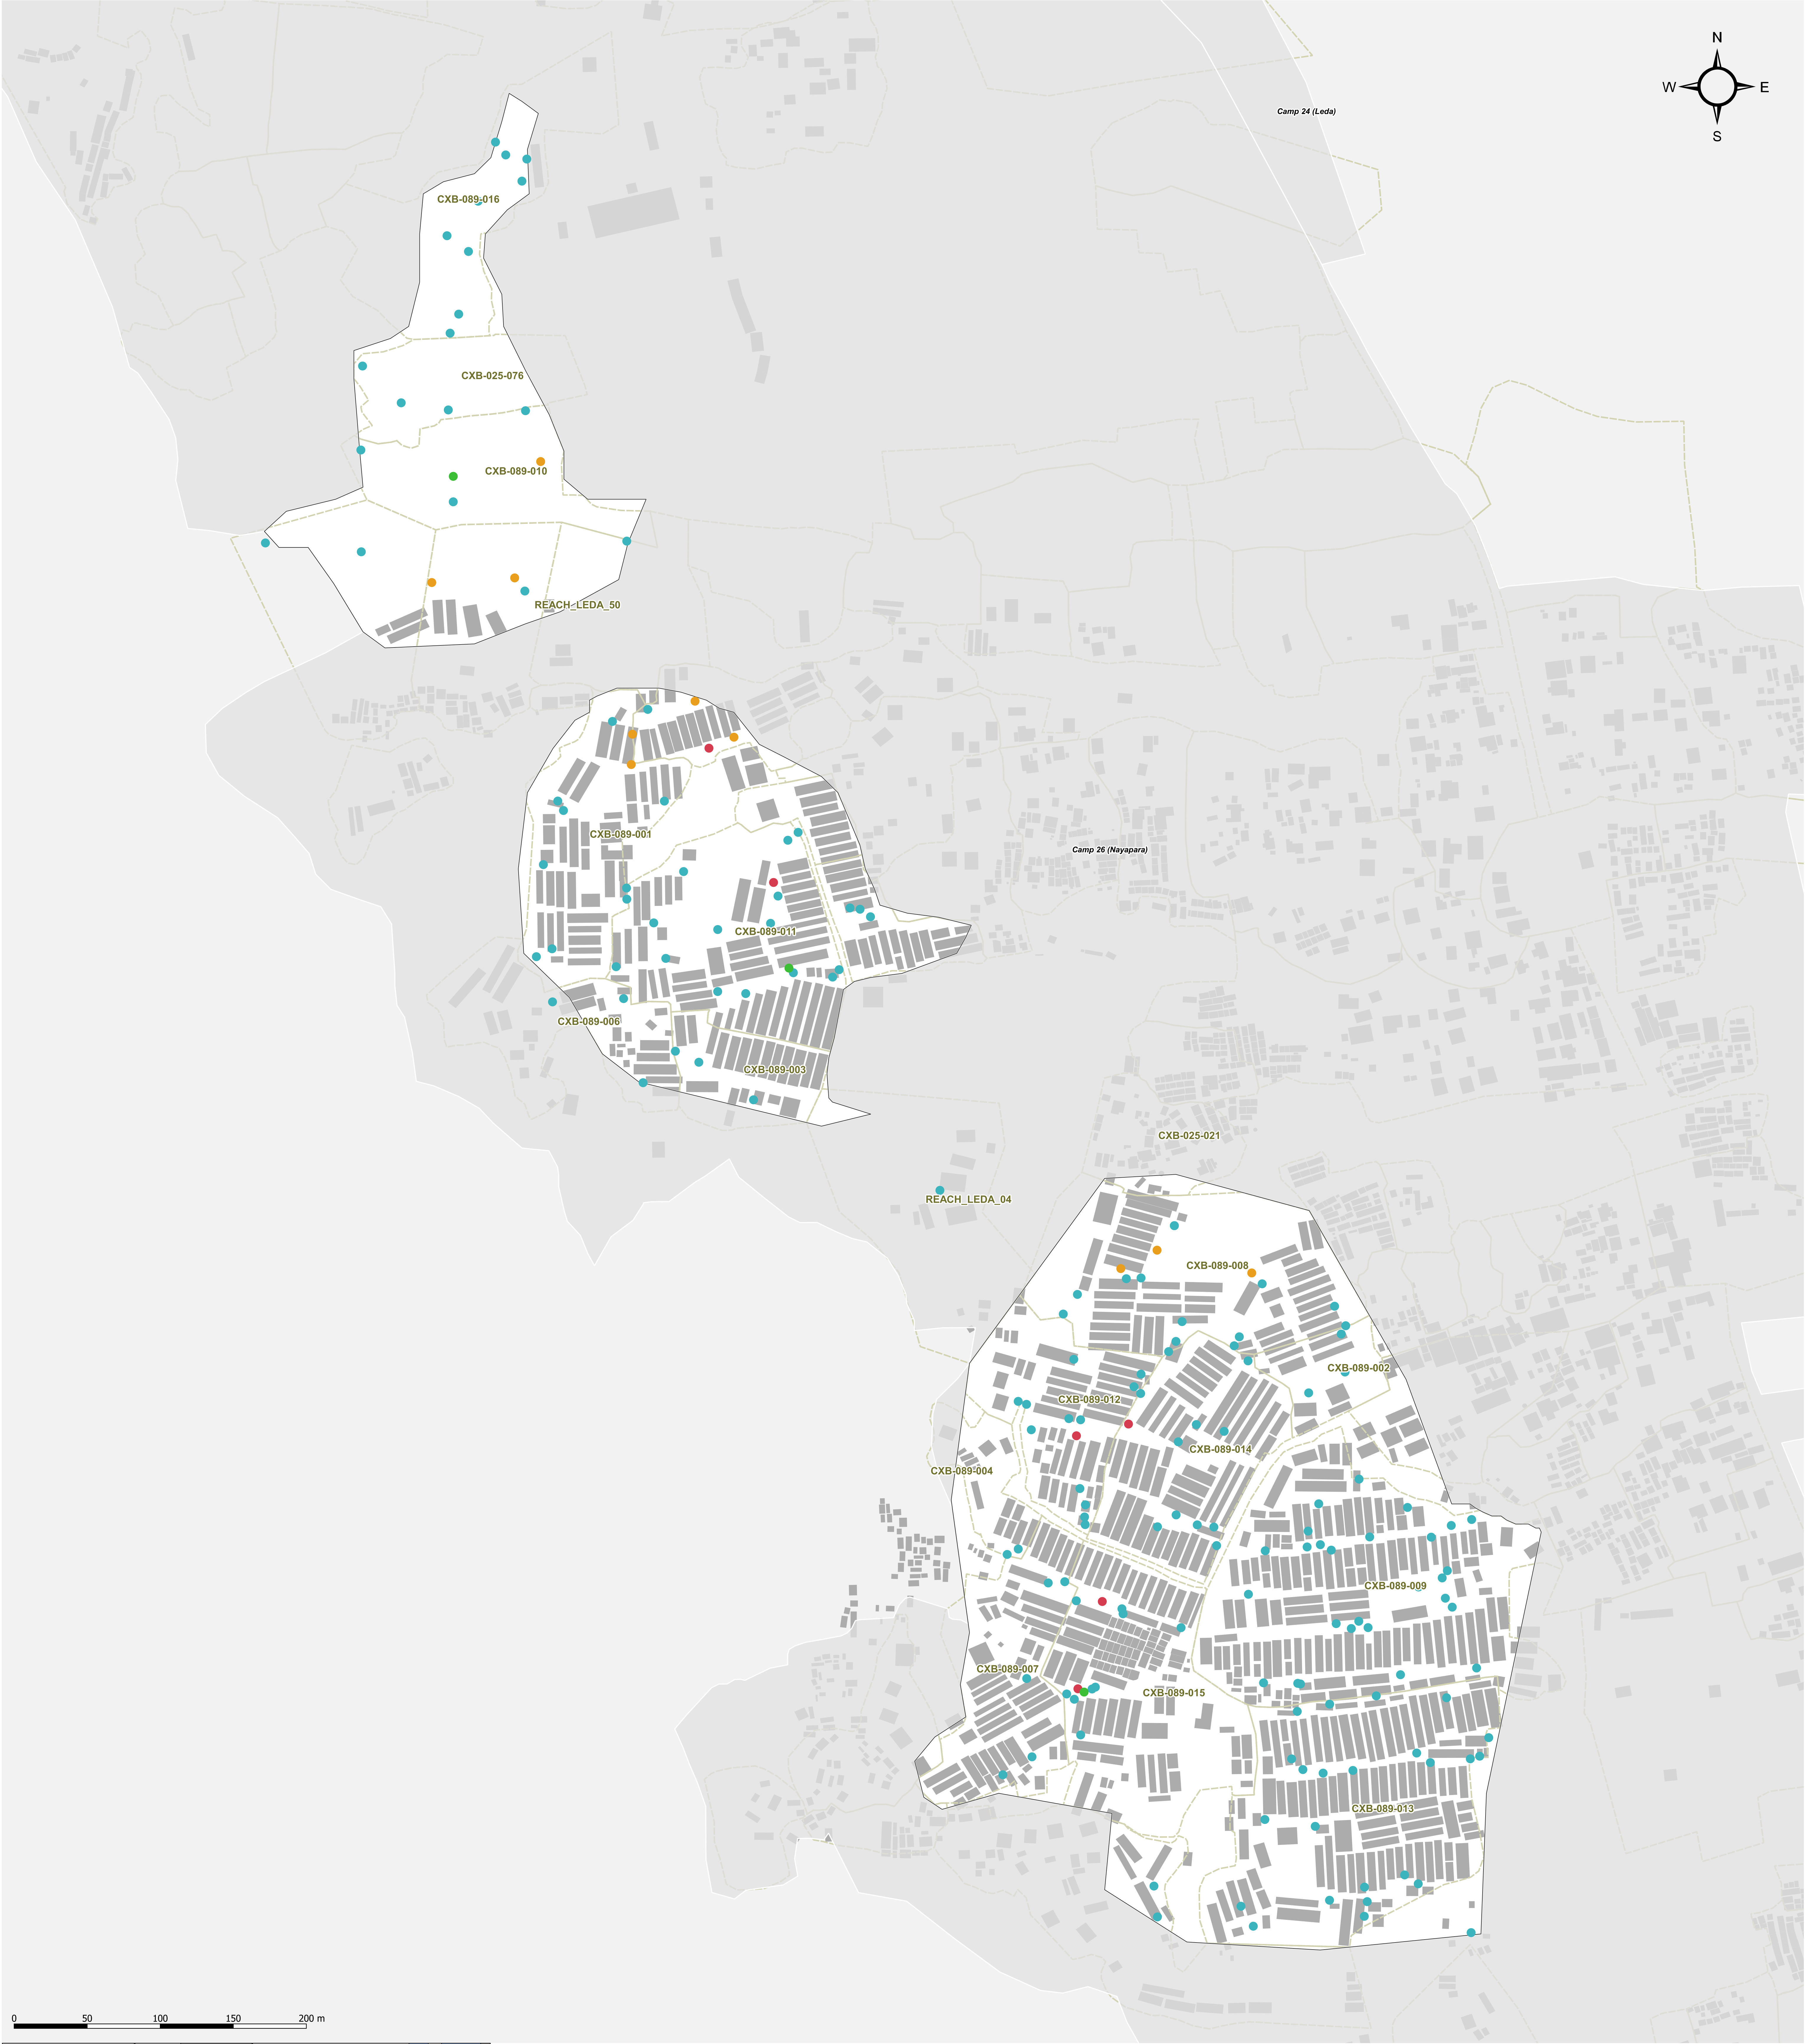 N
W E
S
Camp 24 (Leda)
CXB-089-016
CXB-025-076
CXB-089-010
REACH_LEDA_50
CXB-089-001
Camp 26 (Nayapara)
CXB-089-011
CXB-089-006
CXB-089-003
CXB-025-021
REACH_LEDA_04
CXB-089-008
CXB-089-002
CXB-089-012
CXB-089-014
CXB-089-004
CXB-089-009
CXB-089-007
CXB-089-015
CXB-089-013
0 50 100 150 200 m